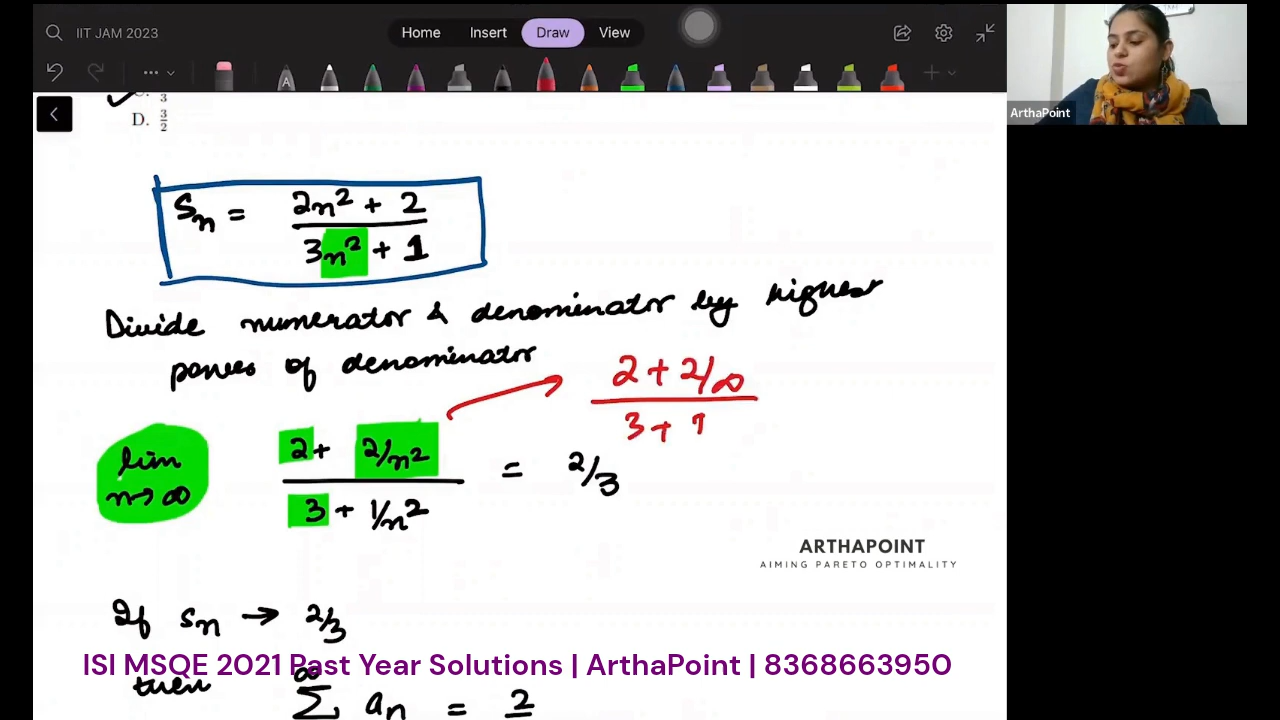 IIT JAM 2023
Home Insert Draw View
A
ArthaPoint
3
D. 3/2
Sn = (2n² + 2)/(3n² + 1)
Divide numerator & denominator by highest
power of denominator
2 + 2/∞
3 +
lim n→∞ (2 + 2/n²)/(3 + 1/n²) = 2/3
ARTHAPOINT
AIMING PARETO OPTIMALITY
If Sn → 2/3
ISI MSQE 2021 Past Year Solutions | ArthaPoint | 8368663950
then ∞ Σ an = 2